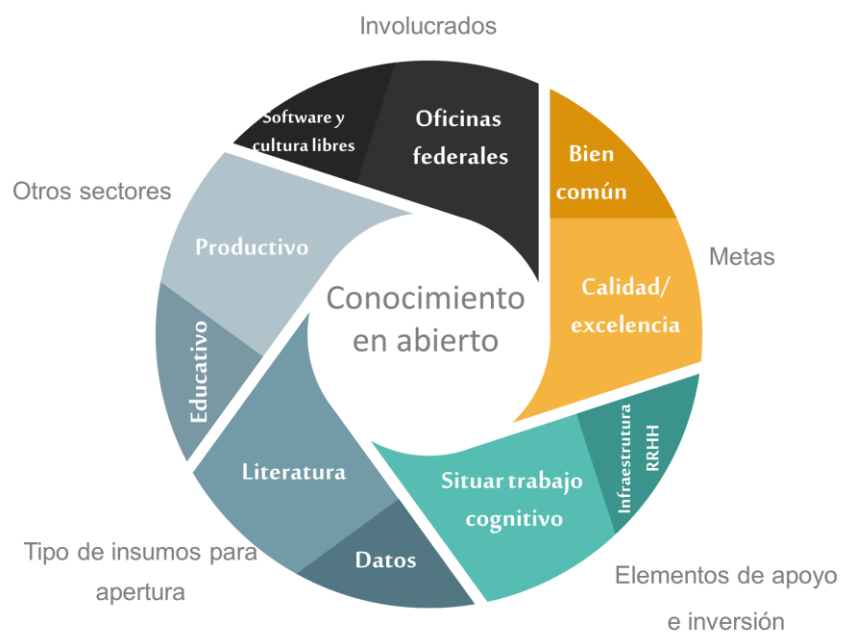 Involucrados
Software y
cultura libres
Oficinas
federales
Bien
común
Otros sectores
Productivo
Metas
Calidad/
excelencia
Conocimiento
en abierto
Educativo
Infraestrutura
RRHH
Literatura
Situar trabajo
cognitivo
Datos
Tipo de insumos para
apertura
Elementos de apoyo
e inversión